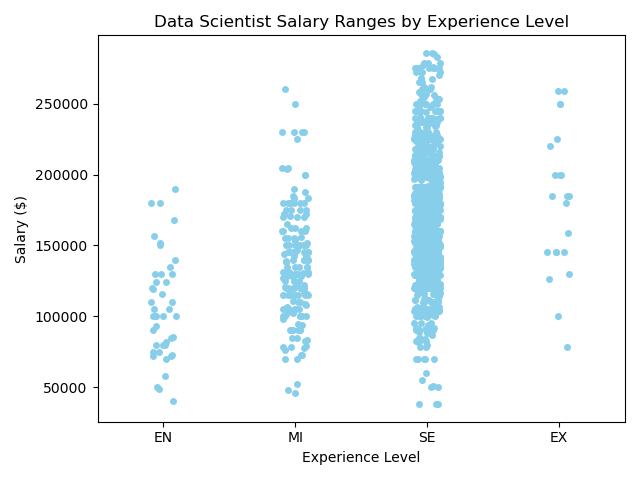 Data Scientist Salary Ranges by Experience Level
Salary ($)
250000
200000
150000
100000
50000
EN MI SE EX
Experience Level